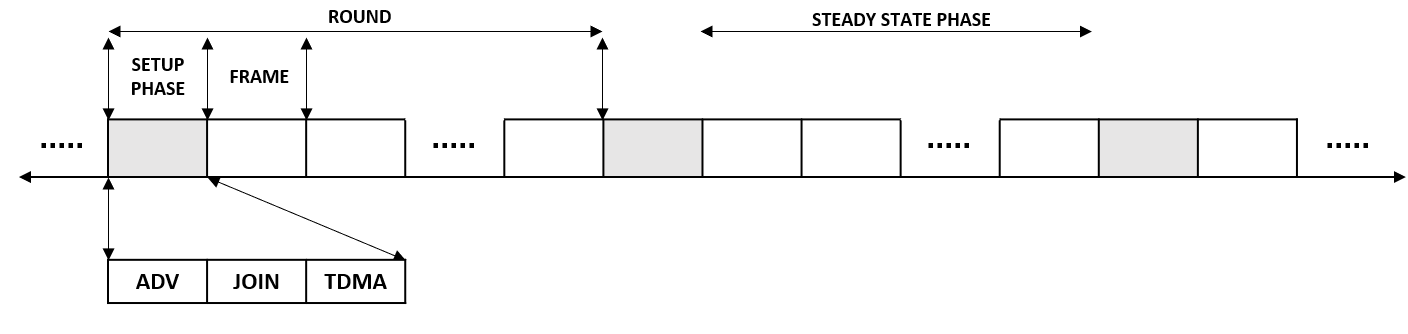 ROUND
STEADY STATE PHASE
SETUP
PHASE
FRAME
.....
.....
.....
.....
ADV
JOIN
TDMA